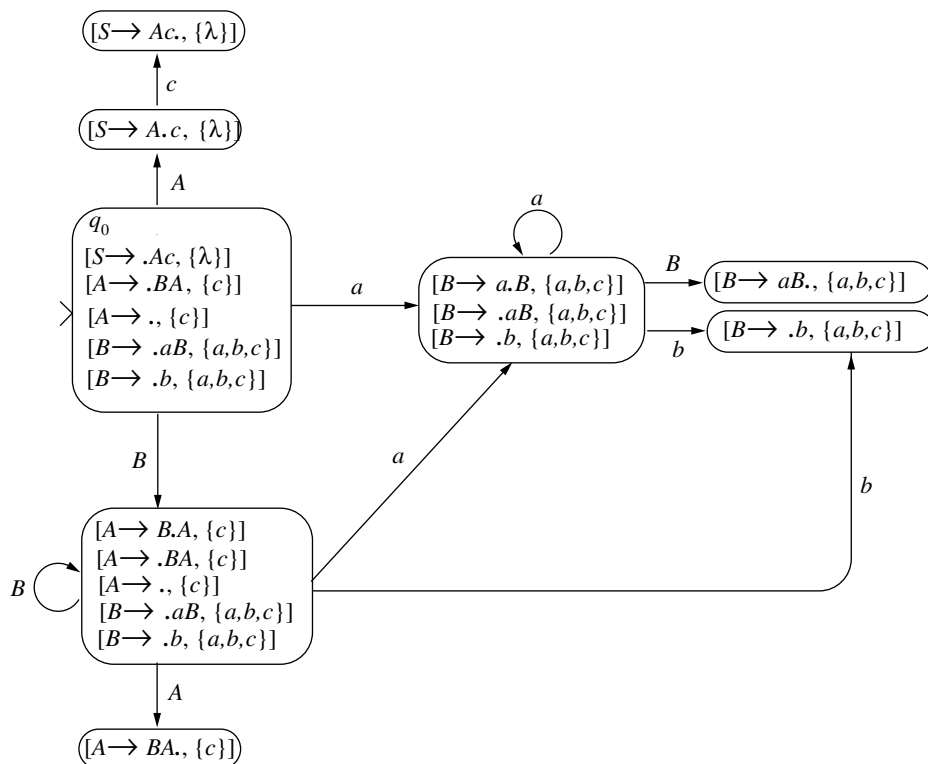 [S → Ac., {λ}]
c
[S → A.c, {λ}]
A
q0
[S → .Ac, {λ}]
[A → .BA, {c}]
[A → ., {c}]
[B → .aB, {a,b,c}]
[B → .b, {a,b,c}]
a
a
[B → a.B, {a,b,c}]
[B → .aB, {a,b,c}]
[B → .b, {a,b,c}]
B
[B → aB., {a,b,c}]
b
[B → .b, {a,b,c}]
B
a
b
B
[A → B.A, {c}]
[A → .BA, {c}]
[A → ., {c}]
[B → .aB, {a,b,c}]
[B → .b, {a,b,c}]
A
[A → BA., {c}]